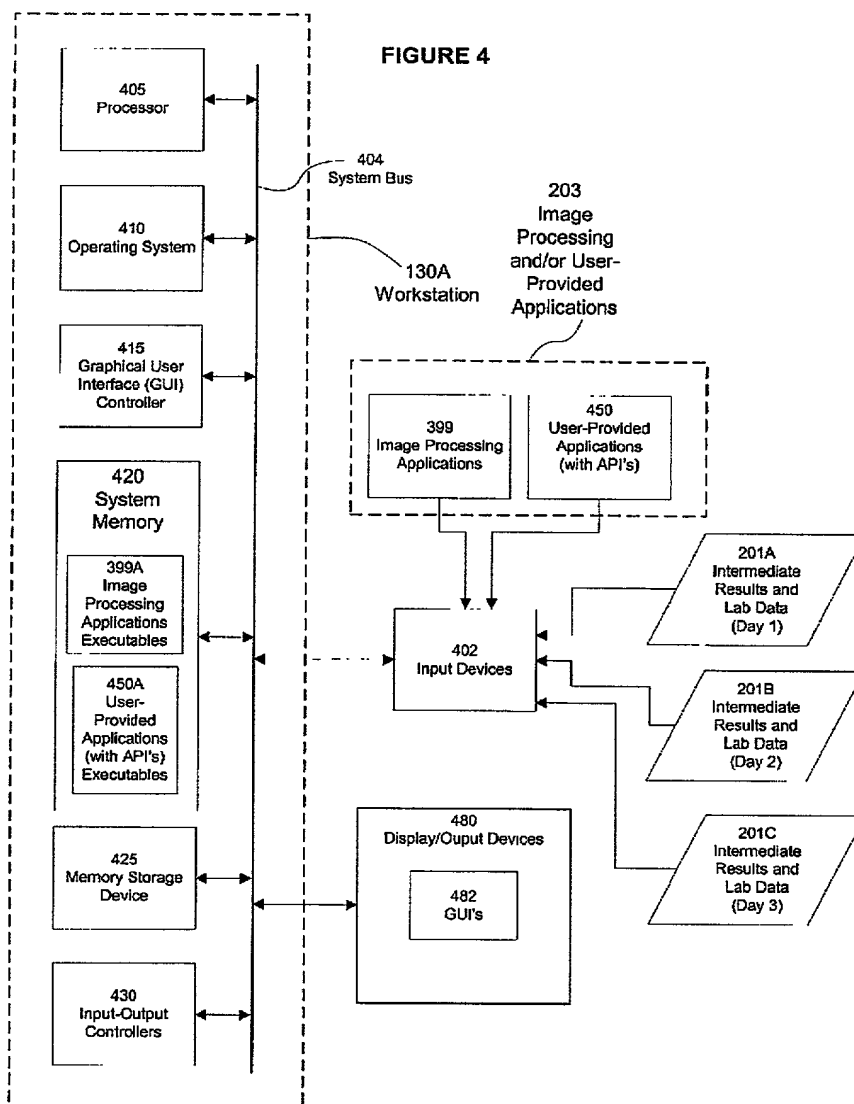 FIGURE 4
405
Processor
404
System Bus
410
Operating System
130A
Workstation
203
Image
Processing
and/or User-
Provided
Applications
415
Graphical User
Interface (GUI)
Controller
399
Image Processing
Applications
450
User-Provided
Applications
(with API's)
420
System
Memory
399A
Image
Processing
Applications
Executables
450A
User-
Provided
Applications
(with API's)
Executables
402
Input Devices
201A
Intermediate
Results and
Lab Data
(Day 1)
201B
Intermediate
Results and
Lab Data
(Day 2)
201C
Intermediate
Results and
Lab Data
(Day 3)
425
Memory Storage
Device
480
Display/Ouput Devices
482
GUI's
430
Input-Output
Controllers